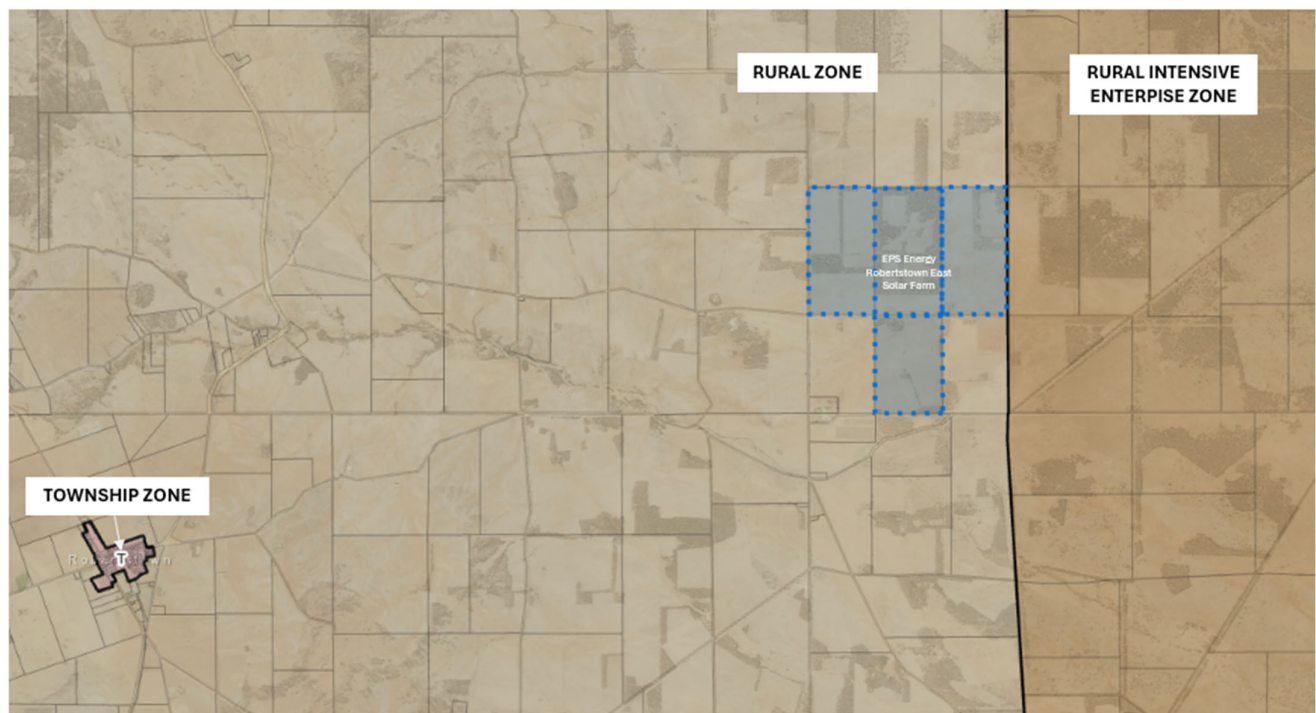 RURAL ZONE
RURAL INTENSIVE
ENTERPISE ZONE
EPS Energy
Robertstown East
Solar Farm
TOWNSHIP ZONE
T